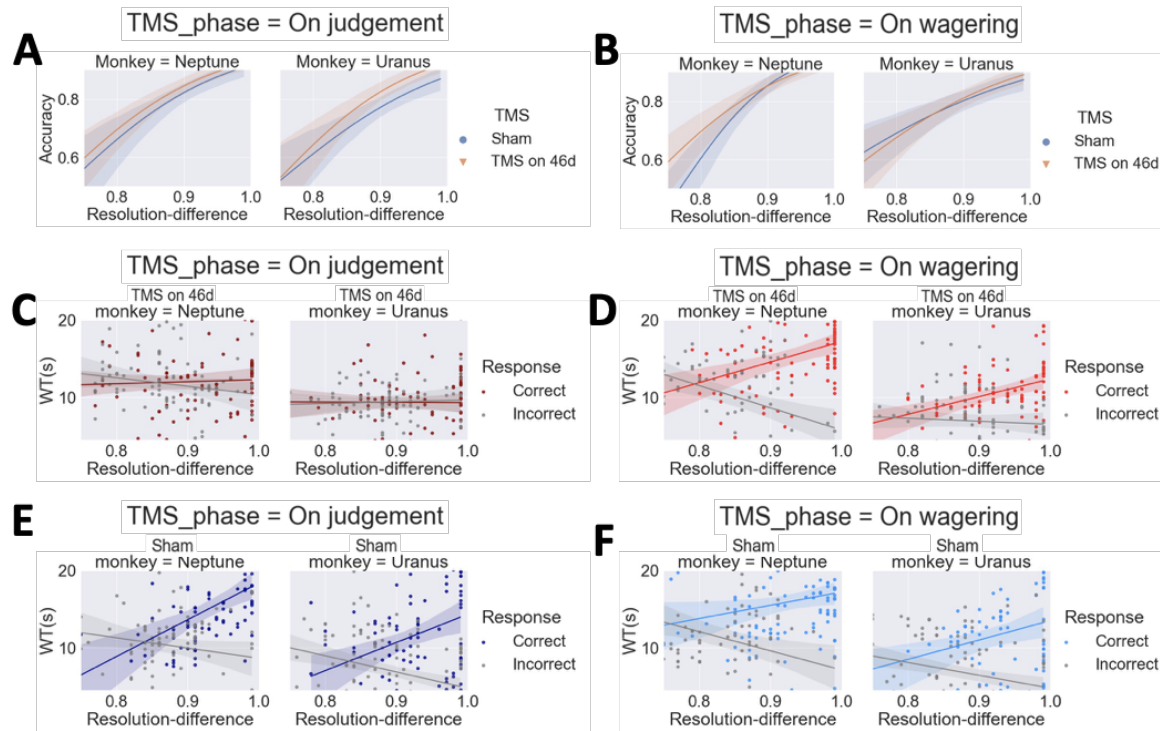 TMS_phase = On judgement
TMS_phase = On wagering
A
Monkey = Neptune
Monkey = Uranus
B
Monkey = Neptune
Monkey = Uranus
Accuracy
0.8
0.6
TMS
Sham
TMS on 46d
0.8 0.9 1.0
Resolution-difference
0.8 0.9 1.0
Resolution-difference
Accuracy
0.8
0.6
TMS
Sham
TMS on 46d
0.8 0.9 1.0
Resolution-difference
0.8 0.9 1.0
Resolution-difference
TMS_phase = On judgement
TMS_phase = On wagering
C
TMS on 46d
monkey = Neptune
TMS on 46d
monkey = Uranus
D
TMS on 46d
monkey = Neptune
TMS on 46d
monkey = Uranus
WT(s)
20
10
Response
Correct
Incorrect
0.8 0.9 1.0
Resolution-difference
0.8 0.9 1.0
Resolution-difference
WT(s)
20
10
Response
Correct
Incorrect
0.8 0.9 1.0
Resolution-difference
0.8 0.9 1.0
Resolution-difference
E
TMS_phase = On judgement
TMS_phase = On wagering
Sham
monkey = Neptune
Sham
monkey = Uranus
F
Sham
monkey = Neptune
Sham
monkey = Uranus
WT(s)
20
10
Response
Correct
Incorrect
0.8 0.9 1.0
Resolution-difference
0.8 0.9 1.0
Resolution-difference
WT(s)
20
10
Response
Correct
Incorrect
0.8 0.9 1.0
Resolution-difference
0.8 0.9 1.0
Resolution-difference